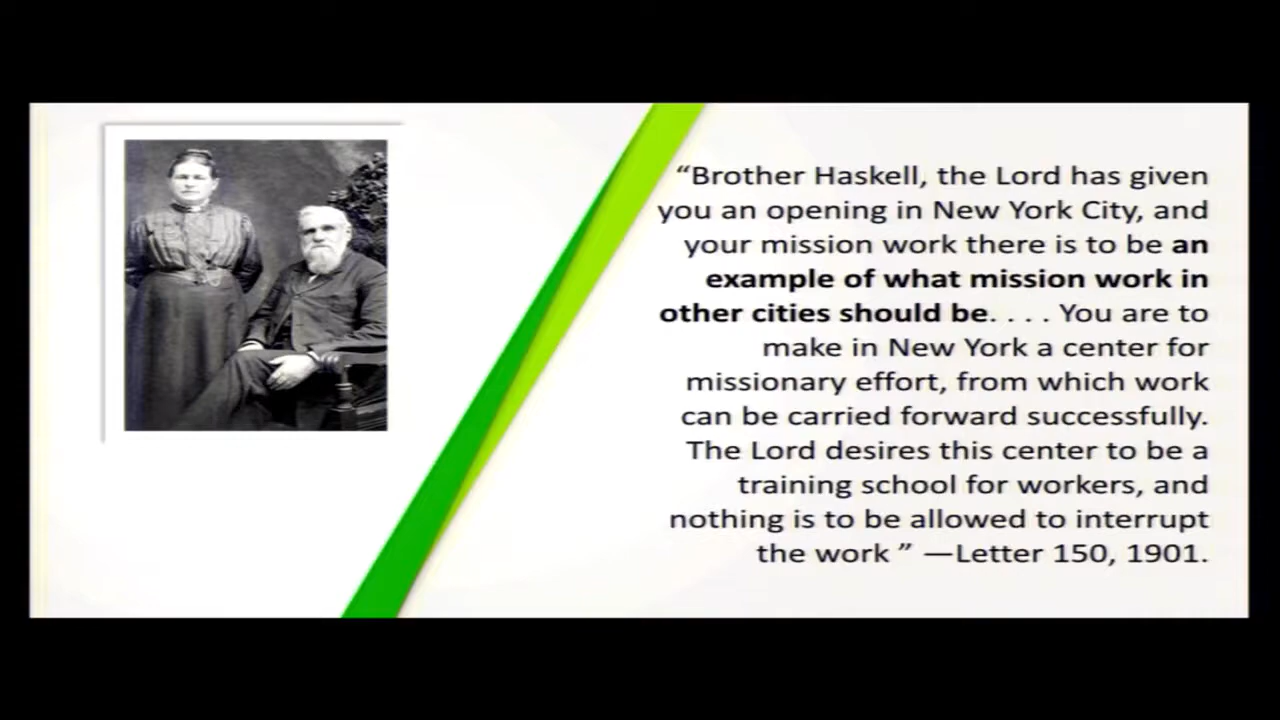 “Brother Haskell, the Lord has given
you an opening in New York City, and
your mission work there is to be an
example of what mission work in
other cities should be. . . . You are to
make in New York a center for
missionary effort, from which work
can be carried forward successfully.
The Lord desires this center to be a
training school for workers, and
nothing is to be allowed to interrupt
the work ” —Letter 150, 1901.